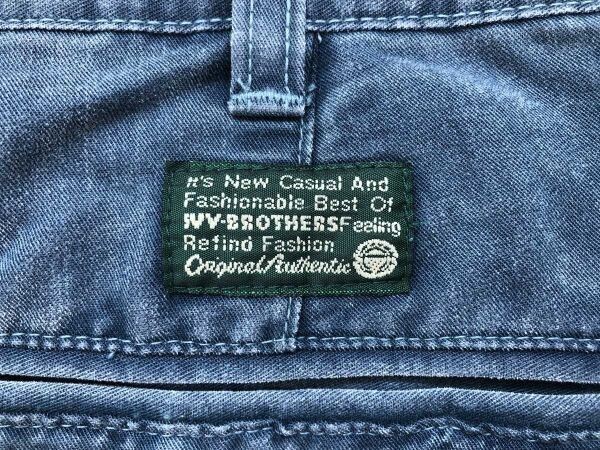 It's New Casual And
Fashionable Best Of
IVY-BROTHERS Feeling
Refind Fashion
Original/Authentic